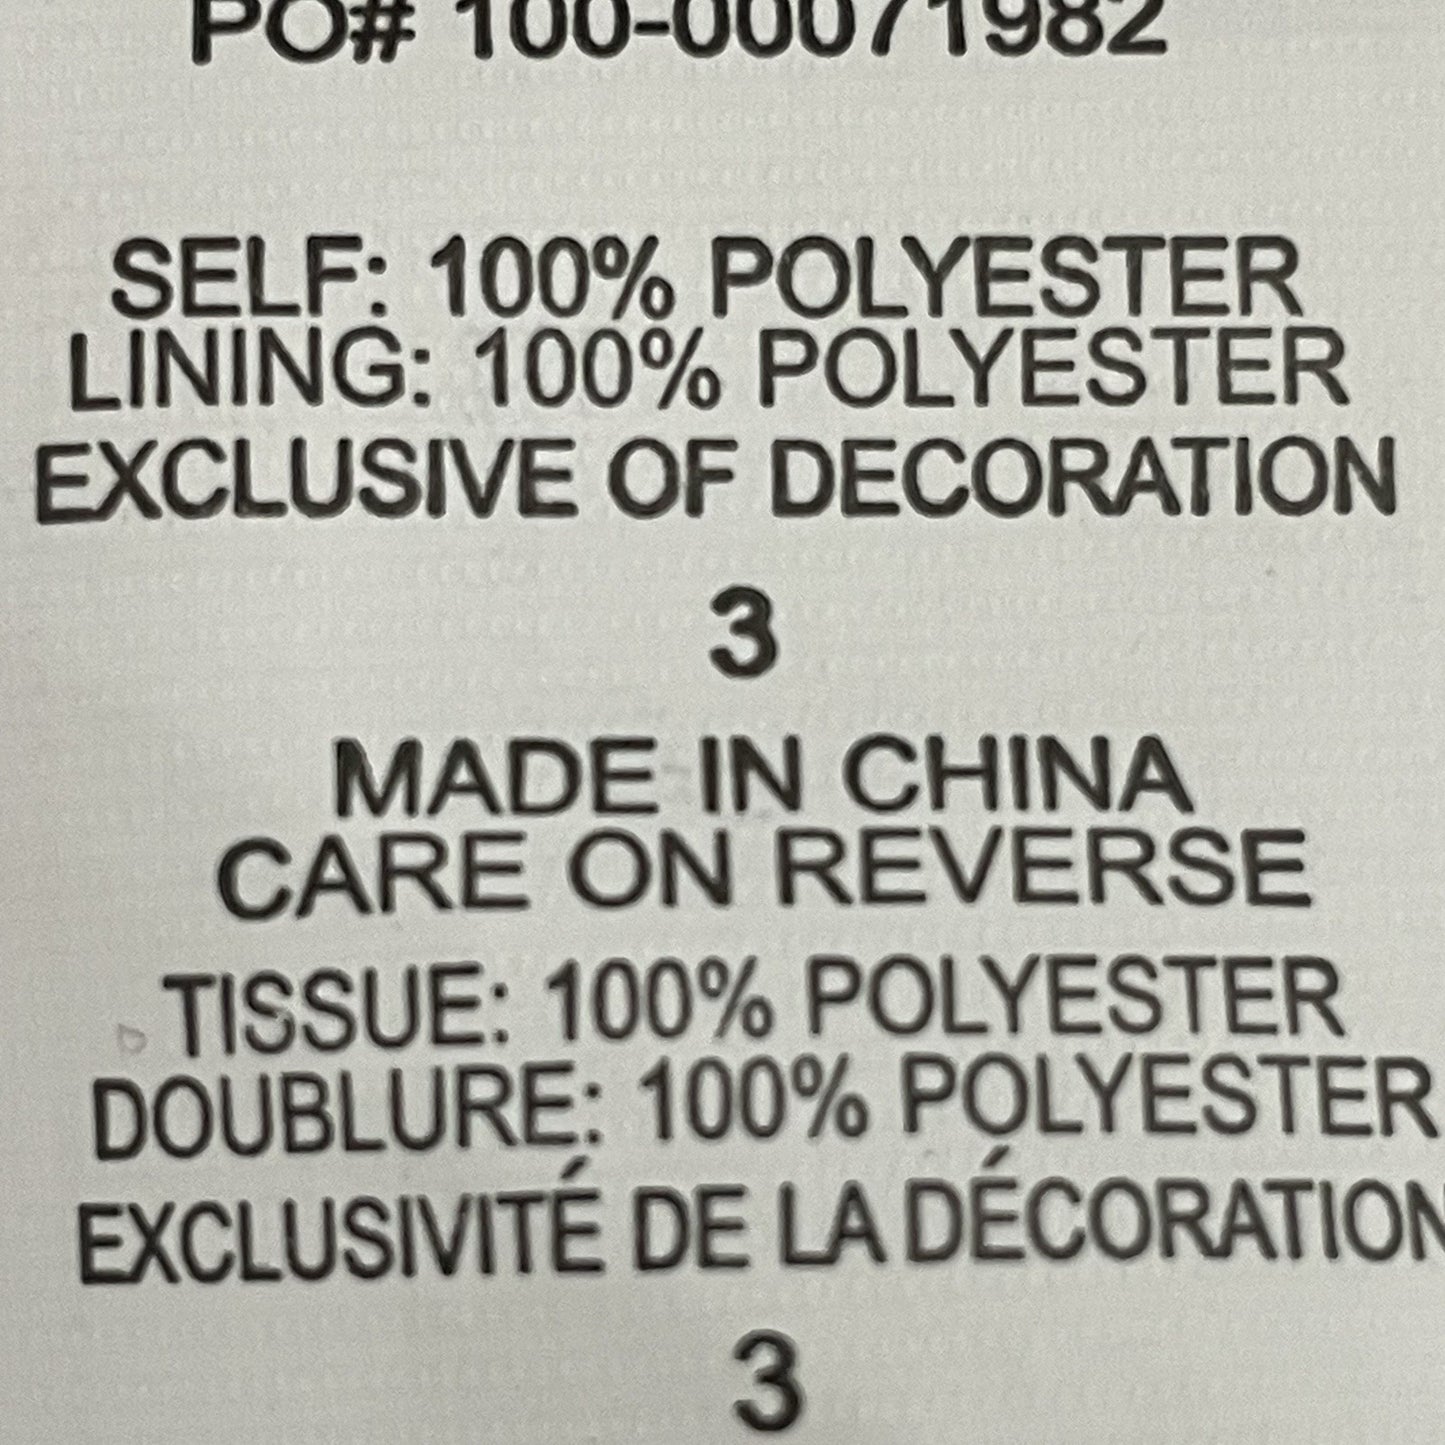 PO# 100-00071982
SELF: 100% POLYESTER
LINING: 100% POLYESTER
EXCLUSIVE OF DECORATION
3
MADE IN CHINA
CARE ON REVERSE
TISSUE: 100% POLYESTER
DOUBLURE: 100% POLYESTER
EXCLUSIVITÉ DE LA DÉCORATION
3